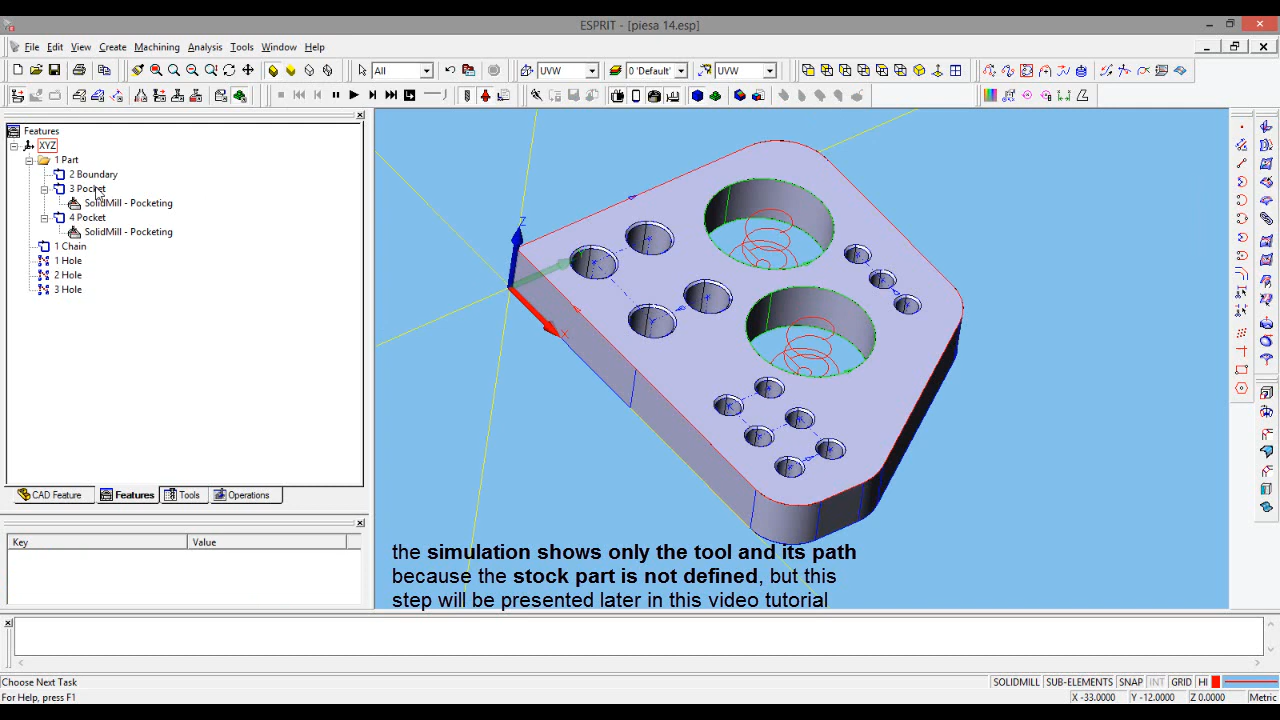 ESPRIT - [piesa 14.esp]
File Edit View Create Machining Analysis Tools Window Help
All UVW 0 'Default' UVW
Features
XYZ
1 Part
2 Boundary
3 Pocket
SolidMill - Pocketing
4 Pocket
SolidMill - Pocketing
1 Chain
1 Hole
2 Hole
3 Hole
Z
X
CAD Feature Features Tools Operations
Key Value
the simulation shows only the tool and its path
because the stock part is not defined, but this
step will be presented later in this video tutorial
Choose New Task
SOLIDMILL SUB-ELEMENTS SNAP INT GRID HI
For Help, press F1
X -33.0000 Y -12.0000 Z 0.0000 Metric